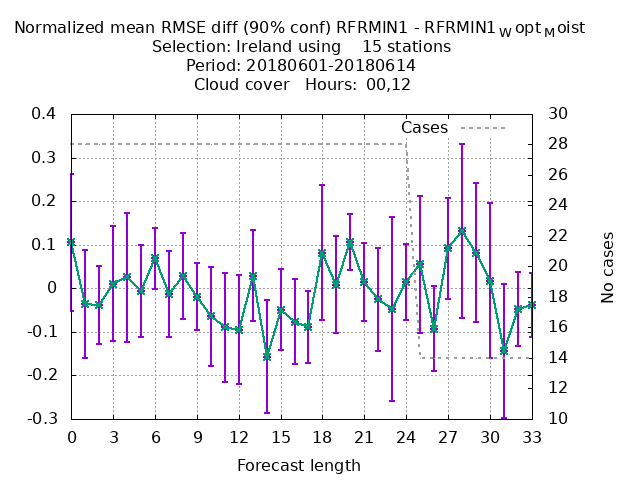 Normalized mean RMSE diff (90% conf) RFRMIN1 - RFRMIN1WoptMoist
Selection: Ireland using 15 stations
Period: 20180601-20180614
Cloud cover Hours: 00,12
Cases
0.4
0.3
0.2
0.1
0
-0.1
-0.2
-0.3
30
28
26
24
22
20
18
16
14
12
10
No cases
0 3 6 9 12 15 18 21 24 27 30 33
Forecast length